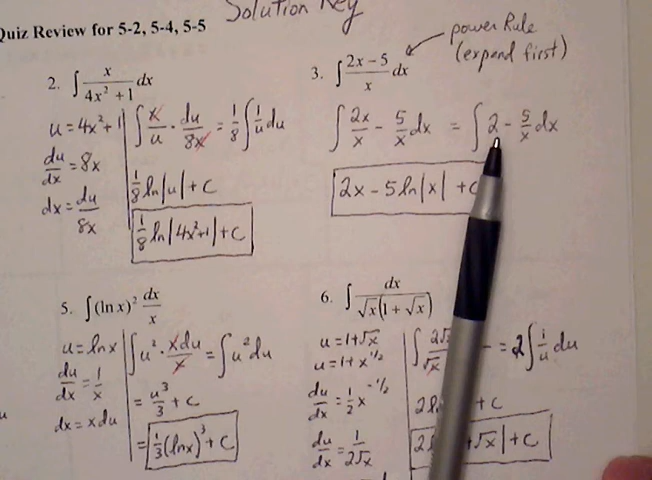 Solution Key
Quiz Review for 5-2, 5-4, 5-5
power Rule
(expand first)
2. ∫ x/(4x² + 1) dx
u = 4x²+1
du/dx = 8x
dx = du/8x
∫ x/u · du/8x = 1/8 ∫ 1/u du
1/8 ln|u| + C
1/8 ln|4x²+1| + C
3. ∫ (2x − 5)/x dx
∫ 2x/x − 5/x dx = ∫ 2 − 5/x dx
2x − 5 ln|x| + C
5. ∫ (ln x)² dx/x
u = ln x
du/dx = 1/x
dx = x du
∫ u² · x du/x = ∫ u² du
= u³/3 + C
= 1/3 (ln x)³ + C
6. ∫ dx/(√x(1 + √x))
u = 1+√x
u = 1 + x^1/2
du/dx = 1/2 x^-1/2
du/dx = 1/(2√x)
= 2∫ 1/u du
+ C
+√x| + C